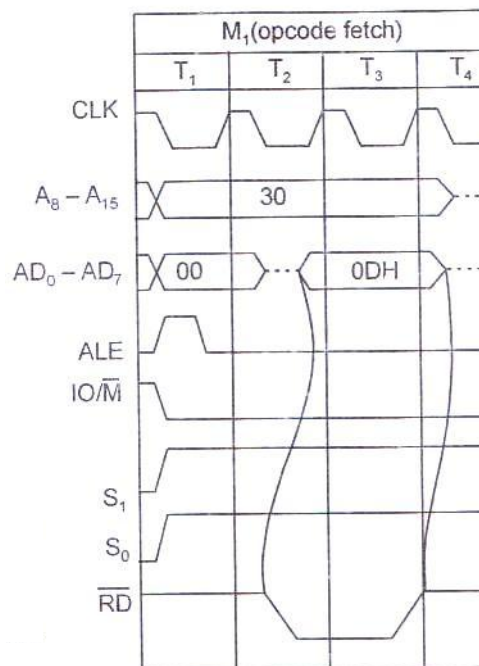 M₁(opcode fetch)
T₁ T₂ T₃ T₄
CLK
A₈ – A₁₅ 30
AD₀ – AD₇ 00 0DH
ALE
IO/M̅
S₁
S₀
R̅D̅